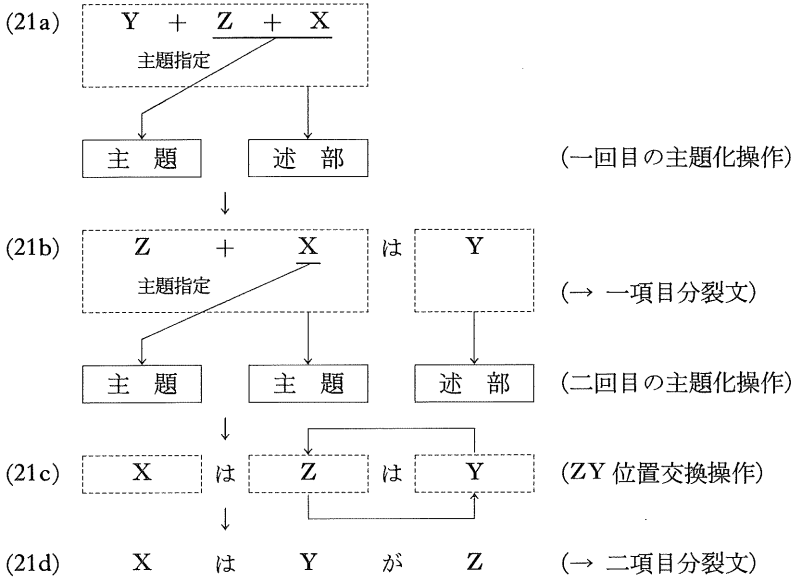 (21a) Y + Z + X
主題指定
主 題 述 部 (一回目の主題化操作)
↓
(21b) Z + X は Y
主題指定 (→ 一項目分裂文)
主 題 主 題 述 部 (二回目の主題化操作)
↓
(21c) X は Z は Y (ZY 位置交換操作)
↓
(21d) X は Y が Z (→ 二項目分裂文)